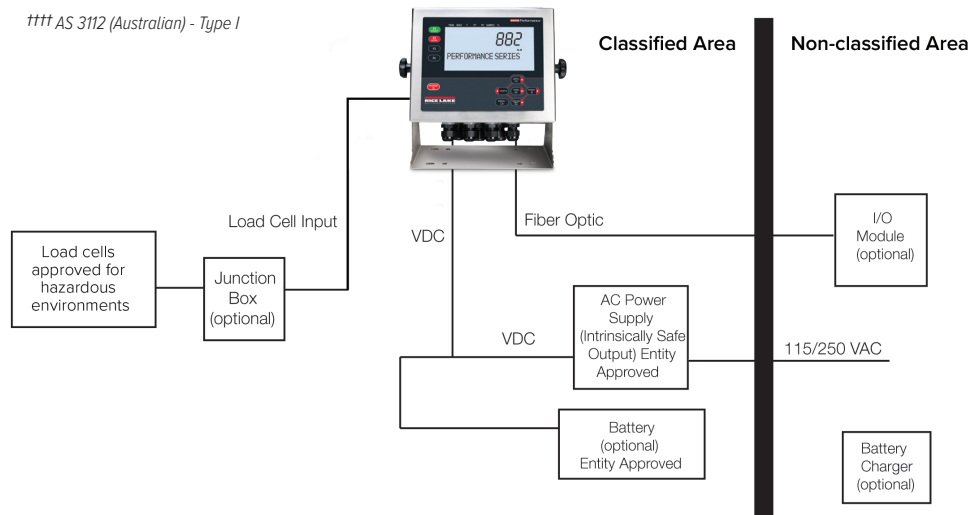 †††† AS 3112 (Australian) - Type I
882
PERFORMANCE SERIES
RICE LAKE
Classified Area
Non-classified Area
Load Cell Input
VDC
Fiber Optic
I/O
Module
(optional)
Load cells
approved for
hazardous
environments
Junction
Box
(optional)
VDC
AC Power
Supply
(Intrinsically Safe
Output) Entity
Approved
115/250 VAC
Battery
(optional)
Entity Approved
Battery
Charger
(optional)